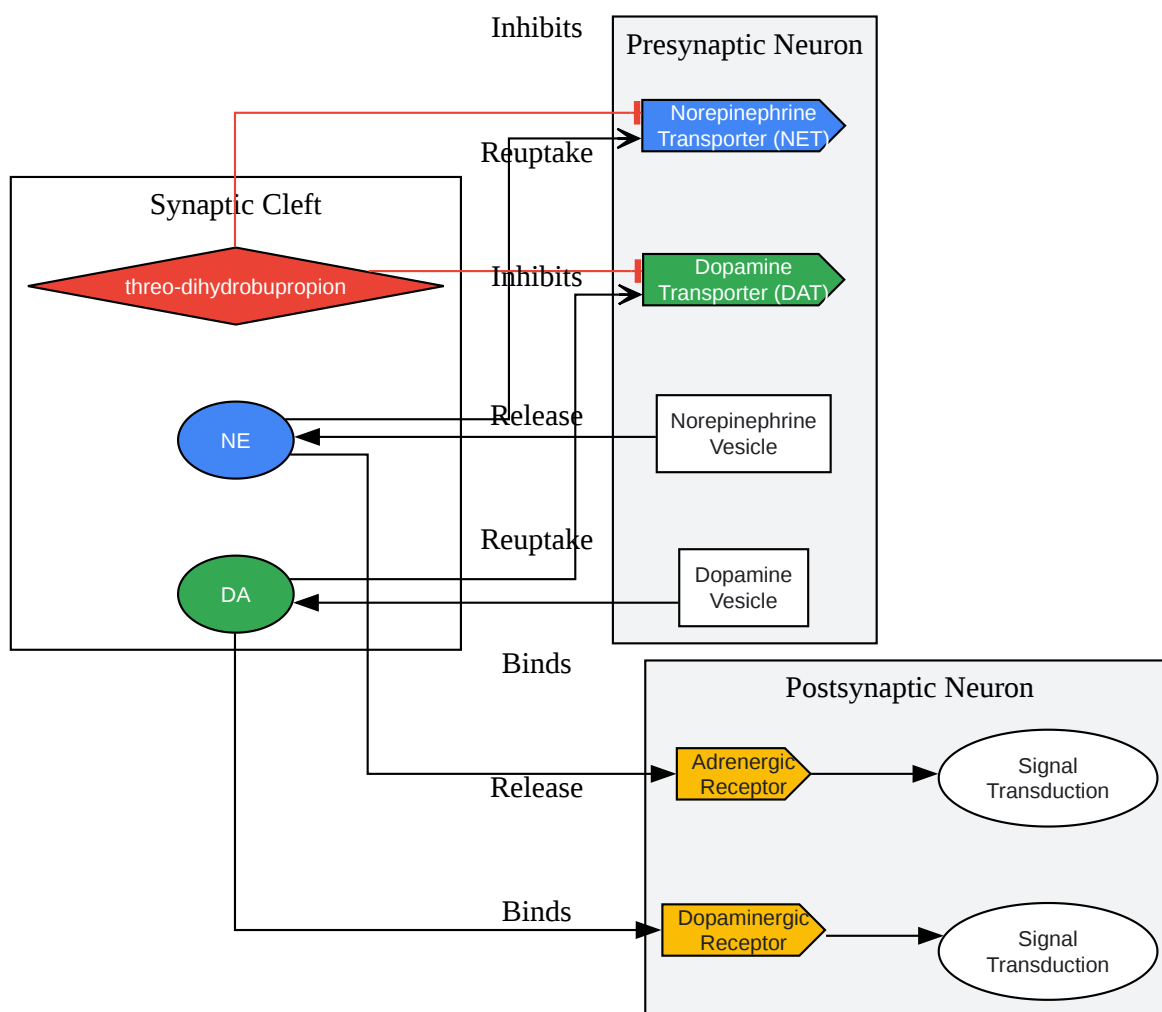 Inhibits
Presynaptic Neuron
Norepinephrine
Transporter (NET)
Reuptake
Synaptic Cleft
threo-dihydrobupropion
Inhibits
Dopamine
Transporter (DAT)
Release
Norepinephrine
Vesicle
NE
Reuptake
Dopamine
Vesicle
DA
Binds
Postsynaptic Neuron
Adrenergic
Receptor
Signal
Transduction
Release
Binds
Dopaminergic
Receptor
Signal
Transduction